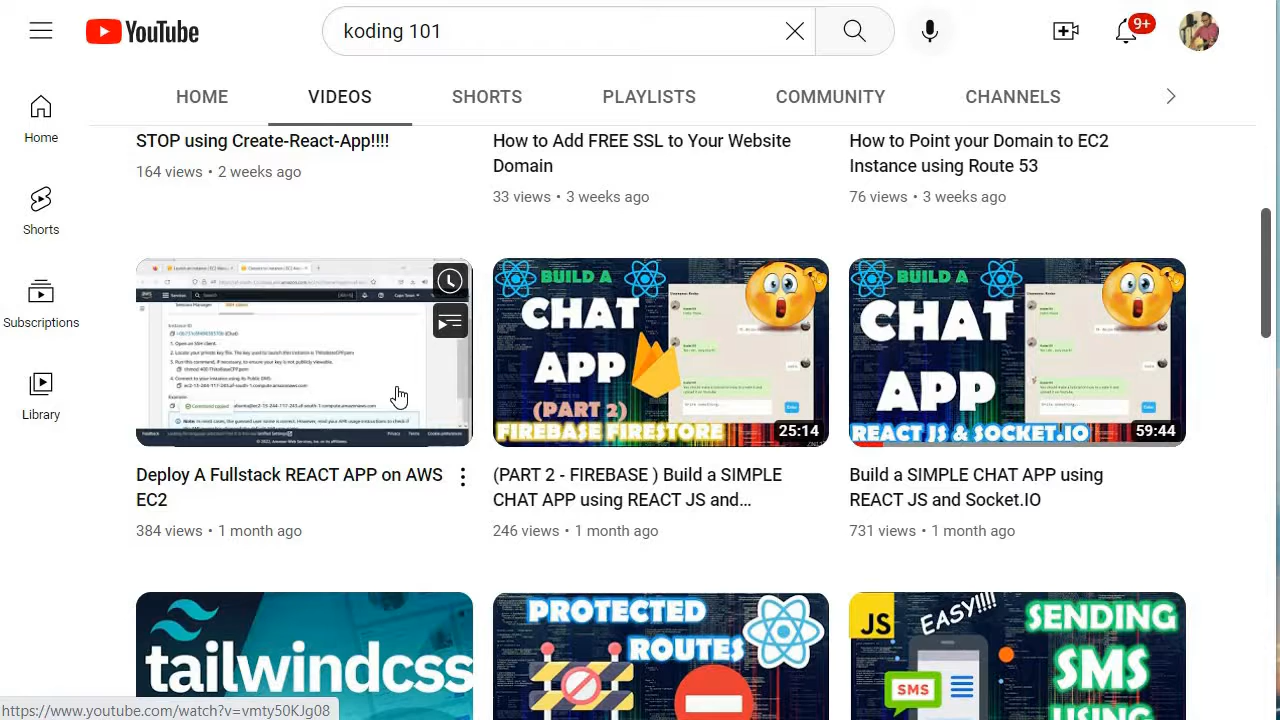 YouTube
koding 101
9+
HOME
VIDEOS
SHORTS
PLAYLISTS
COMMUNITY
CHANNELS
Home
Shorts
Subscriptions
Library
STOP using Create-React-App!!!!
164 views • 2 weeks ago
How to Add FREE SSL to Your Website
Domain
33 views • 3 weeks ago
How to Point your Domain to EC2
Instance using Route 53
76 views • 3 weeks ago
Deploy A Fullstack REACT APP on AWS
EC2
384 views • 1 month ago
BUILD A
CHAT
APP
(PART 2)
FIREBASE FIRESTORE
25:14
(PART 2 - FIREBASE ) Build a SIMPLE
CHAT APP using REACT JS and...
246 views • 1 month ago
BUILD A
CHAT
APP
REACT JS & SOCKET.IO
59:44
Build a SIMPLE CHAT APP using
REACT JS and Socket.IO
731 views • 1 month ago
tailwindcss
PROTECTED
ROUTES
JS
EASY!!!!
SMS
SENDING
SMS
USING